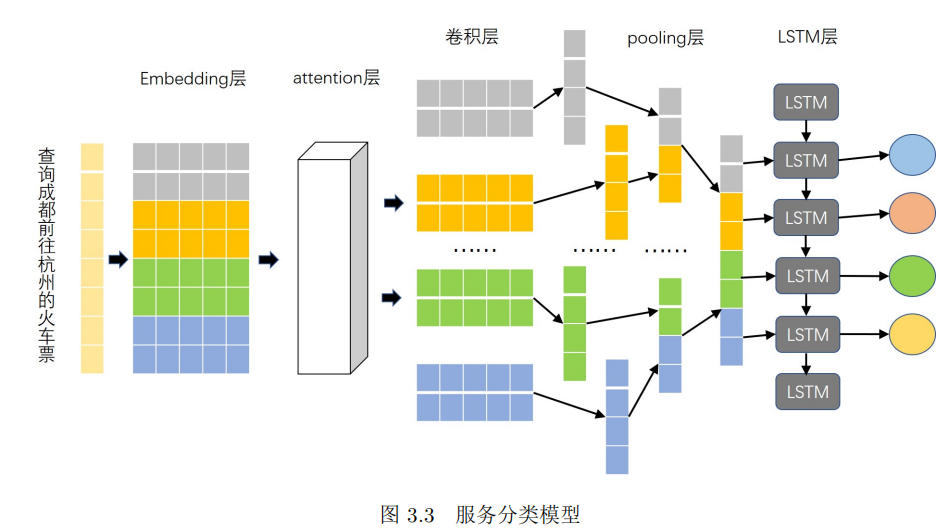 卷积层
pooling层
LSTM层
Embedding层
attention层
查询成都前往杭州的火车票
LSTM
LSTM
LSTM
LSTM
LSTM
LSTM
……
……
……
图 3.3 服务分类模型